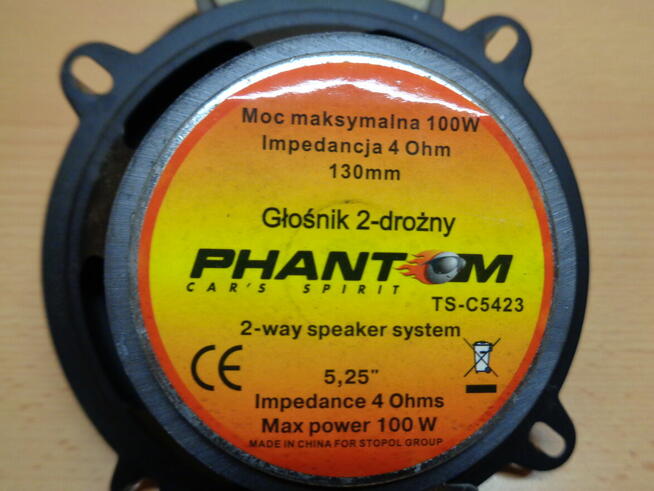 Moc maksymalna 100W
Impedancja 4 Ohm
130mm
Głośnik 2-drożny
PHANTOM
CAR'S SPIRIT
TS-C5423
2-way speaker system
CE
5,25"
Impedance 4 Ohms
Max power 100 W
MADE IN CHINA FOR STOPOL GROUP